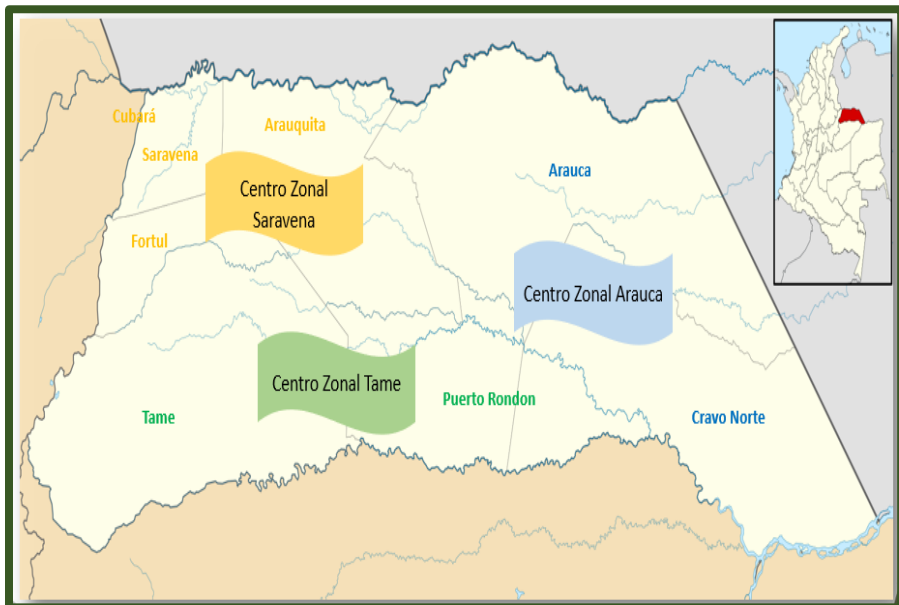 Cubará
Arauquita
Saravena
Centro Zonal
Saravena
Arauca
Fortul
Centro Zonal Arauca
Centro Zonal Tame
Puerto Rondon
Tame
Cravo Norte